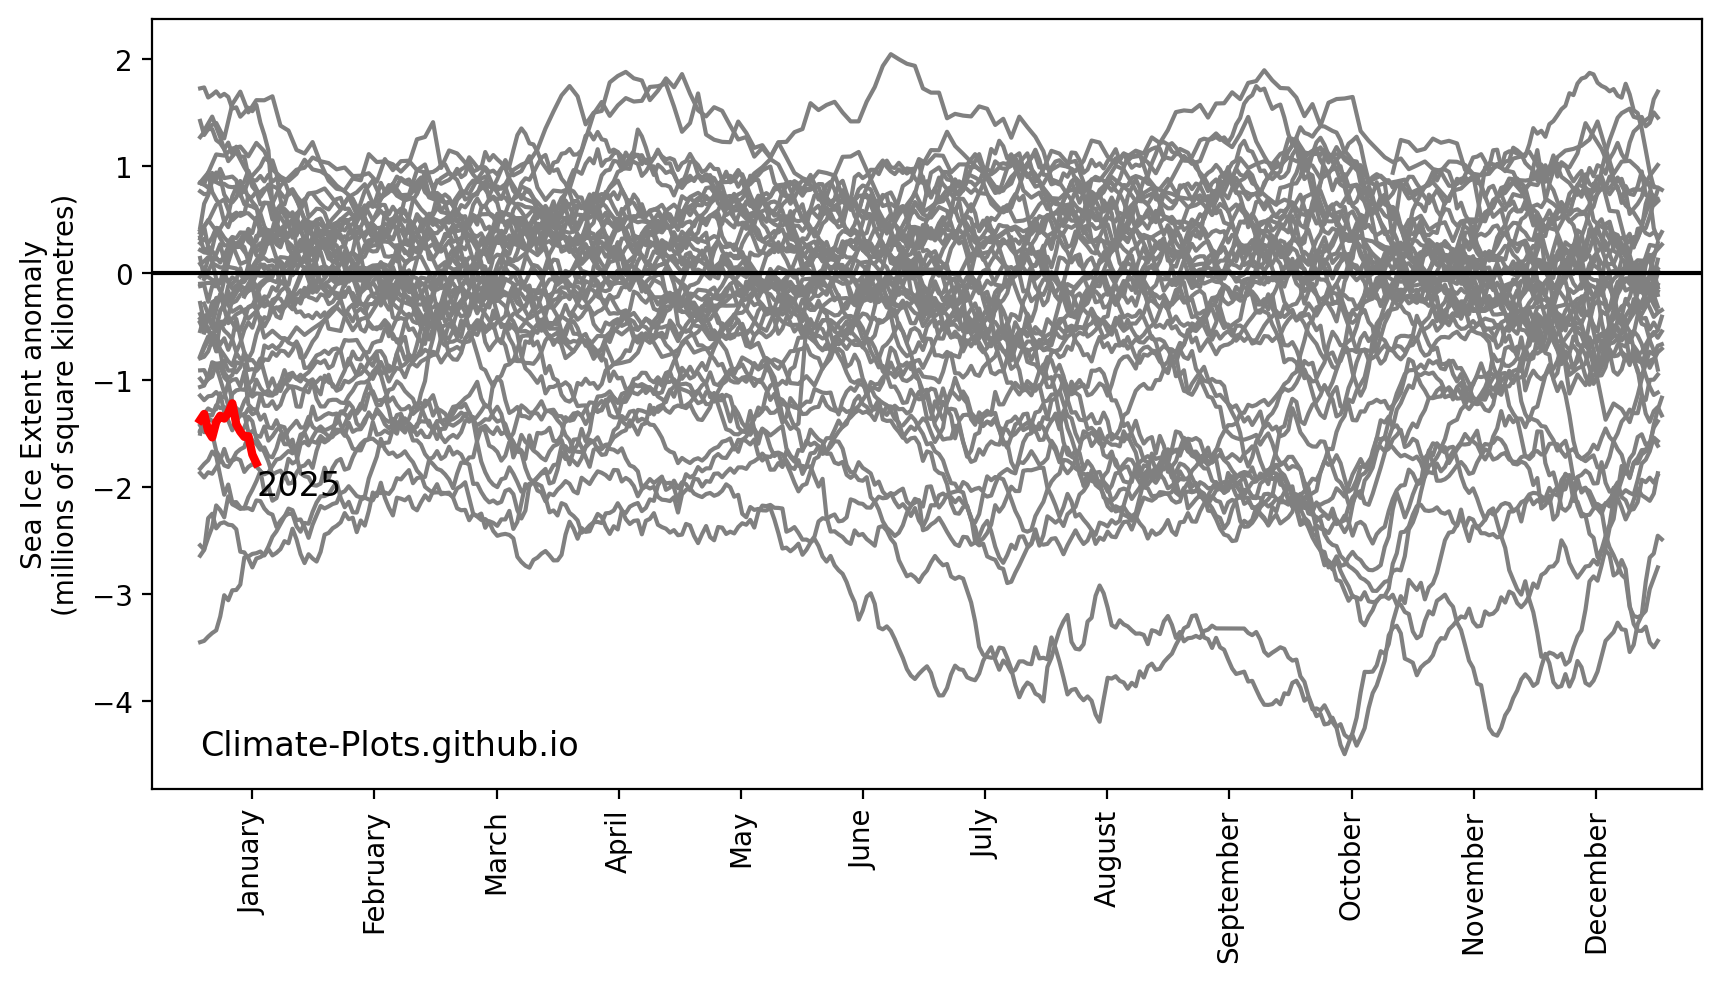 Sea Ice Extent anomaly
(millions of square kilometres)
2
1
0
−1
−2
−3
−4
2025
Climate-Plots.github.io
January
February
March
April
May
June
July
August
September
October
November
December